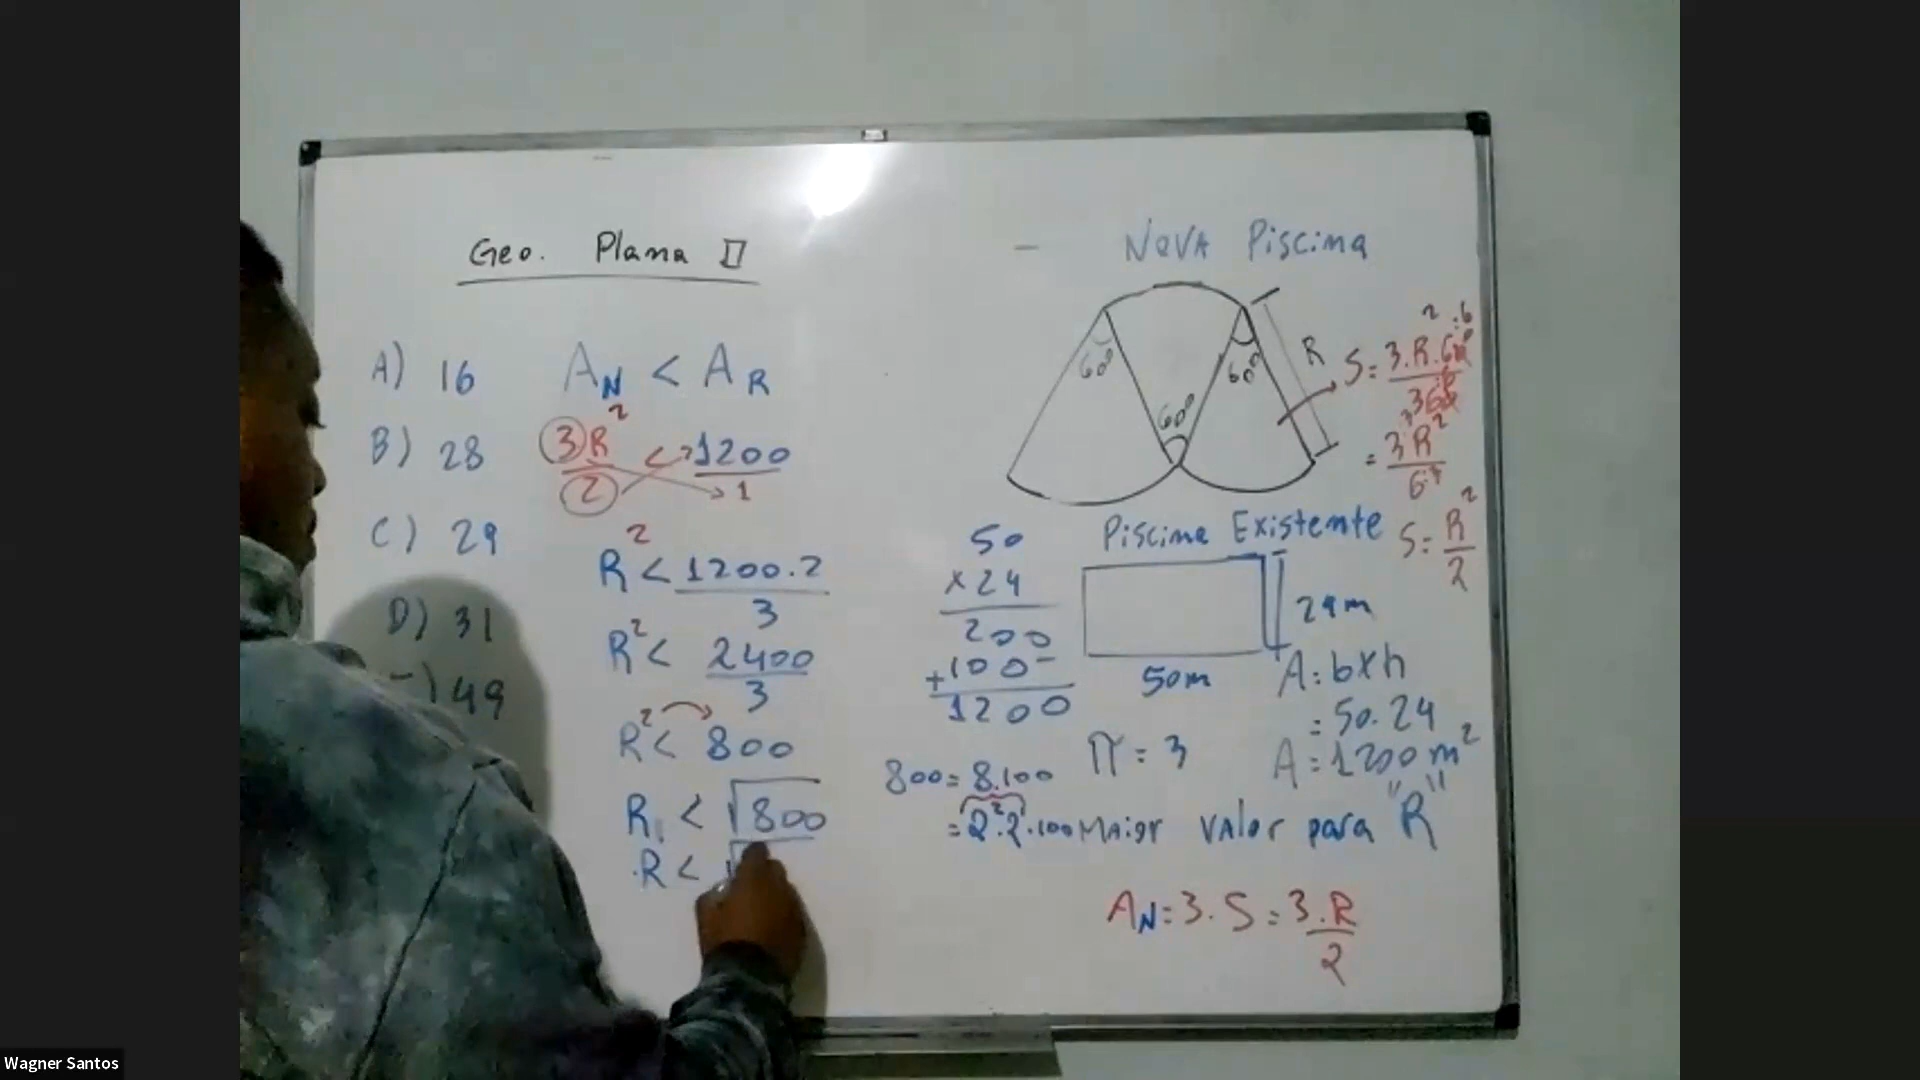 Geo. Plana II
A) 16
B) 28
C) 29
D) 31
49
A_N < A_R
3R²/2 < 1200/1
R² < 1200.2/3
R² < 2400/3
R² < 800
R < √800
R <
50
x24
200
+100-
1200
800 = 8.100
= 2².2.100
Nova Piscina
60°
60°
60°
R
S = 3.R².60°/360°
:6
= 3R²/6
S = R²/2
Piscina Existente
24m
50m
A = bxh
= 50.24
A = 1200m²
π = 3
Maior valor para "R"
A_N = 3.S = 3.R/2
Wagner Santos